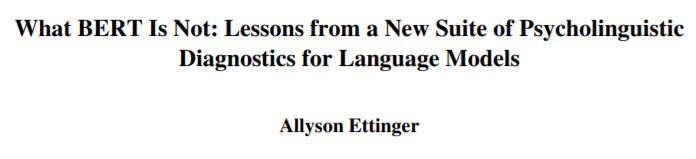 What BERT Is Not: Lessons from a New Suite of Psycholinguistic
Diagnostics for Language Models
Allyson Ettinger